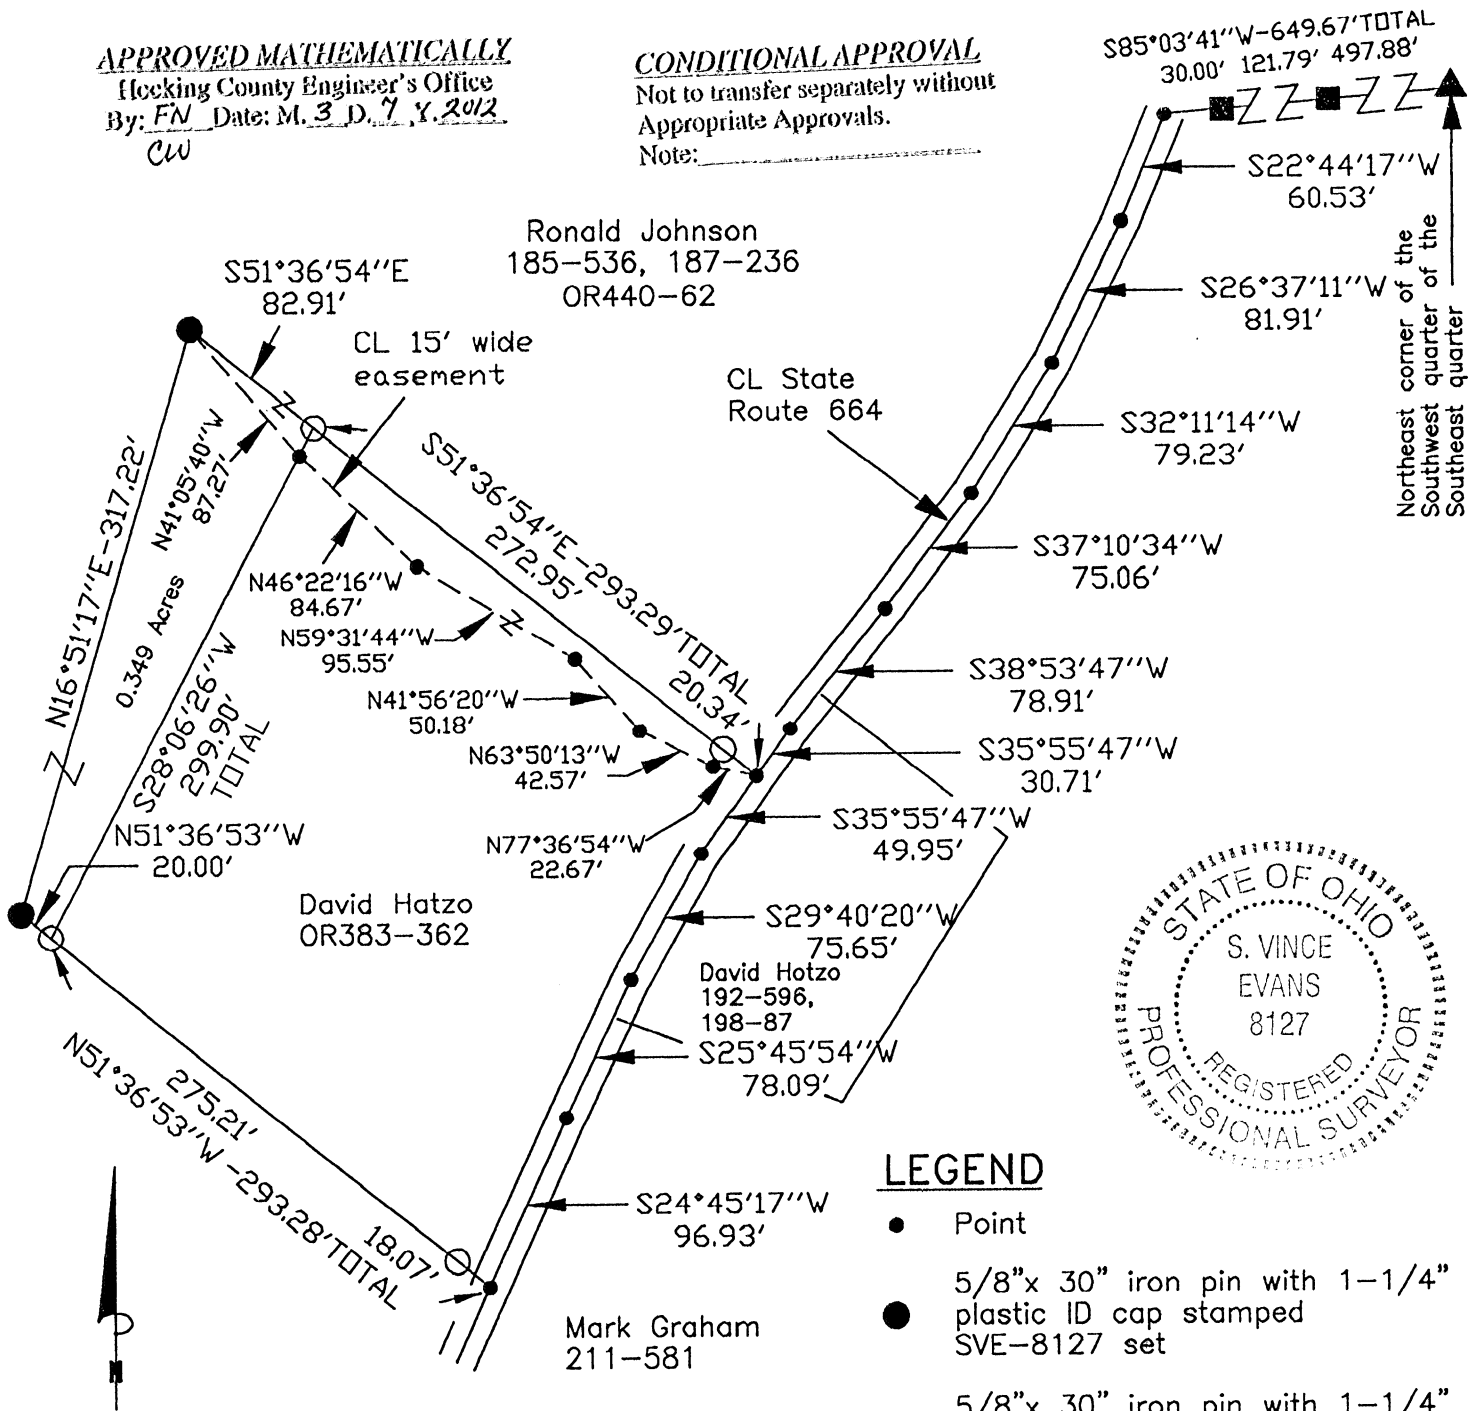 APPROVED MATHEMATICALLY
Hocking County Engineer's Office
By: FN Date: M. 3 D. 7 Y. 2012
CW
CONDITIONAL APPROVAL
Not to transfer separately without
Appropriate Approvals.
Note:
S85°03'41"W-649.67'TOTAL
30.00' 121.79' 497.88'
S22°44'17"W
60.53'
S26°37'11"W
81.91'
S32°11'14"W
79.23'
S37°10'34"W
75.06'
S38°53'47"W
78.91'
S35°55'47"W
30.71'
S35°55'47"W
49.95'
S29°40'20"W
75.65'
David Hotzo
192-596,
198-87
S25°45'54"W
78.09'
S24°45'17"W
96.93'
Northeast corner of the
Southwest quarter of the
Southeast quarter
Ronald Johnson
185-536, 187-236
OR440-62
S51°36'54"E
82.91'
CL 15' wide
easement
CL State
Route 664
S51°36'54"E-293.29'TOTAL
272.95'
20.34'
N41°05'40"W
87.27'
N46°22'16"W
84.67'
N59°31'44"W
95.55'
N41°56'20"W
50.18'
N63°50'13"W
42.57'
N77°36'54"W
22.67'
N16°51'17"E-317.22'
0.349 Acres
S28°06'26"W
299.90'
TOTAL
N51°36'53"W
20.00'
David Hatzo
OR383-362
275.21'
N51°36'53"W -293.28'TOTAL
18.07'
Mark Graham
211-581
N
STATE OF OHIO
S. VINCE
EVANS
8127
REGISTERED
PROFESSIONAL SURVEYOR
LEGEND
Point
5/8"x 30" iron pin with 1-1/4"
plastic ID cap stamped
SVE-8127 set
5/8"x 30" iron pin with 1-1/4"